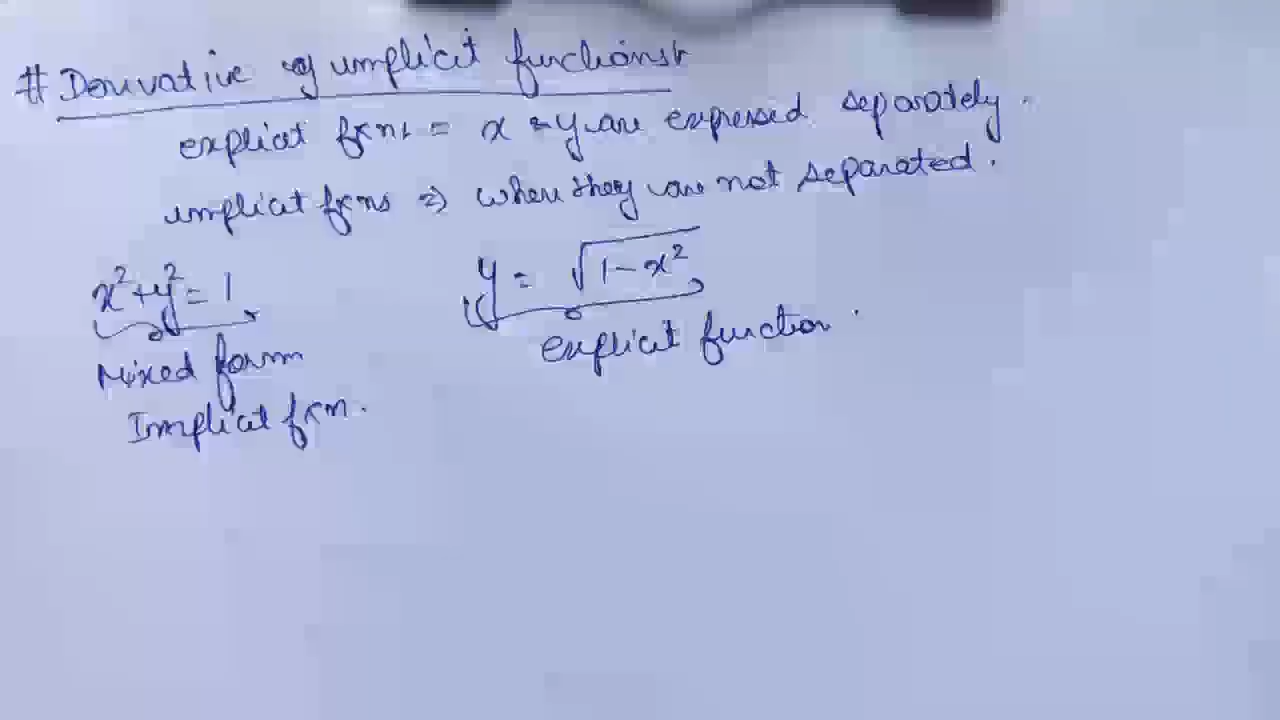 # Derivative of implicit functions:
explicit fxns = x & y are expressed separately.
implicit fxns ⇒ when they are not separated.
x²+y²=1
y = √1-x²
Mixed form
explicit function.
Implicit fxn.